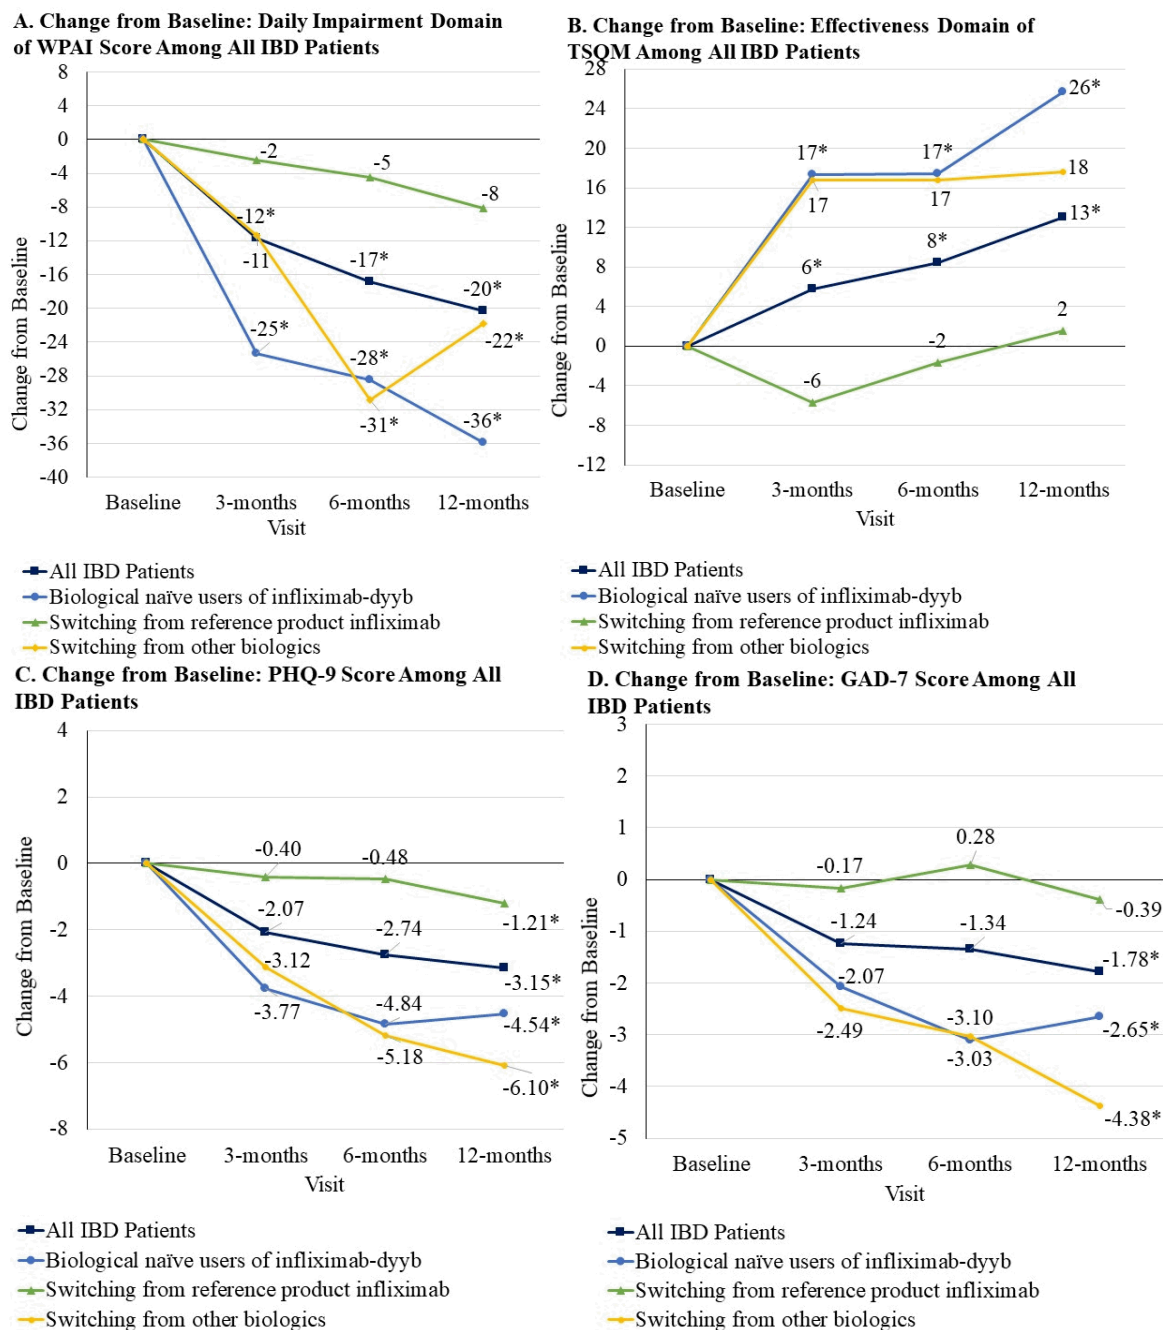 A. Change from Baseline: Daily Impairment Domain
of WPAI Score Among All IBD Patients
8
4
0
-4
-8
-12
-16
-20
-24
-28
-32
-36
-40
Change from Baseline
-2
-5
-8
-12*
-11
-17*
-20*
-25*
-28*
-22*
-31*
-36*
Baseline
3-months
6-months
12-months
Visit
All IBD Patients
Biological naïve users of infliximab-dyyb
Switching from reference product infliximab
Switching from other biologics
B. Change from Baseline: Effectiveness Domain of
TSQM Among All IBD Patients
28
24
20
16
12
8
4
0
-4
-8
-12
Change from Baseline
26*
17*
17*
18
17
17
13*
8*
6*
2
-2
-6
Baseline
3-months
6-months
12-months
Visit
All IBD Patients
Biological naïve users of infliximab-dyyb
Switching from reference product infliximab
Switching from other biologics
C. Change from Baseline: PHQ-9 Score Among All
IBD Patients
4
2
0
-2
-4
-6
-8
Change from Baseline
-0.40
-0.48
-1.21*
-2.07
-2.74
-3.15*
-3.12
-3.77
-4.84
-4.54*
-5.18
-6.10*
Baseline
3-months
6-months
12-months
Visit
All IBD Patients
Biological naïve users of infliximab-dyyb
Switching from reference product infliximab
Switching from other biologics
D. Change from Baseline: GAD-7 Score Among All
IBD Patients
3
2
1
0
-1
-2
-3
-4
-5
Change from Baseline
0.28
-0.17
-0.39
-1.24
-1.34
-1.78*
-2.07
-2.49
-3.10
-3.03
-2.65*
-4.38*
Baseline
3-months
6-months
12-months
Visit
All IBD Patients
Biological naïve users of infliximab-dyyb
Switching from reference product infliximab
Switching from other biologics